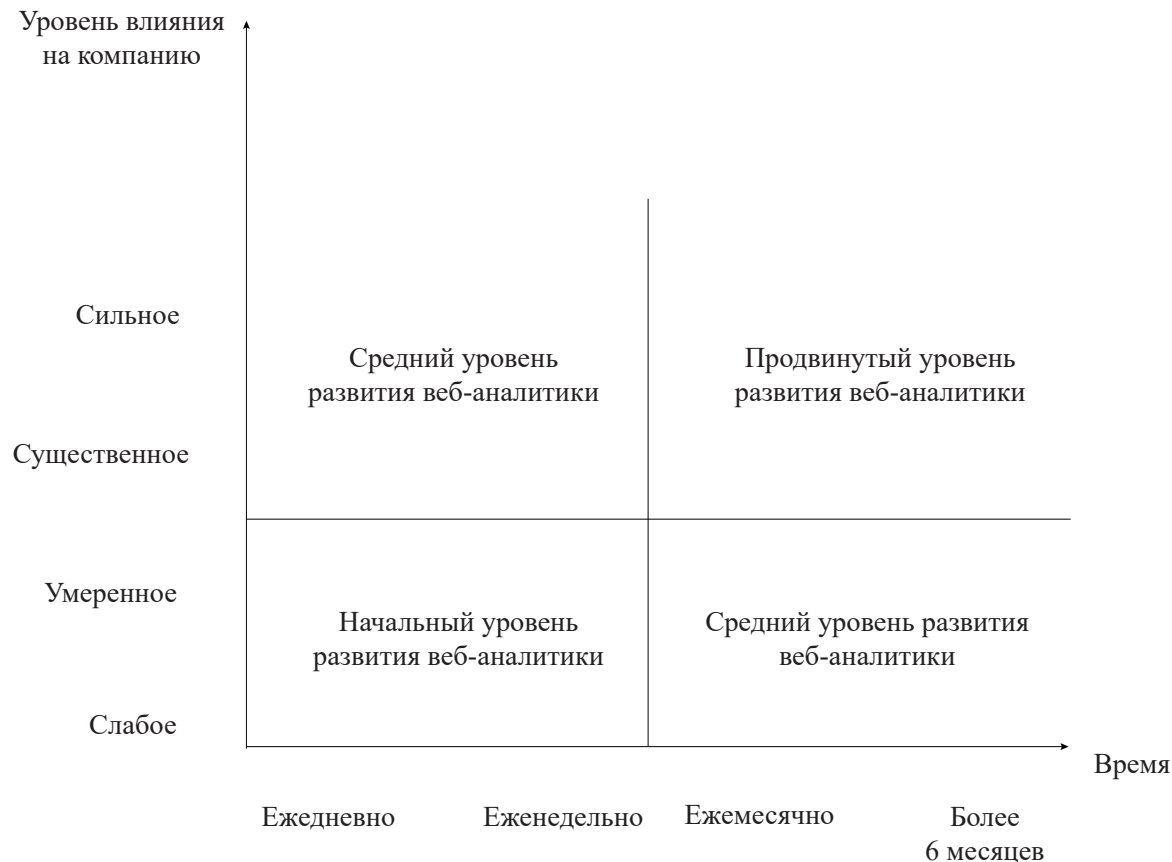 Уровень влияния
на компанию
Сильное
Средний уровень
развития веб-аналитики
Продвинутый уровень
развития веб-аналитики
Существенное
Умеренное
Начальный уровень
развития веб-аналитики
Средний уровень развития
веб-аналитики
Слабое
Время
Ежедневно
Еженедельно
Ежемесячно
Более
6 месяцев